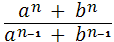 aⁿ + bⁿ
aⁿ⁻¹ + bⁿ⁻¹